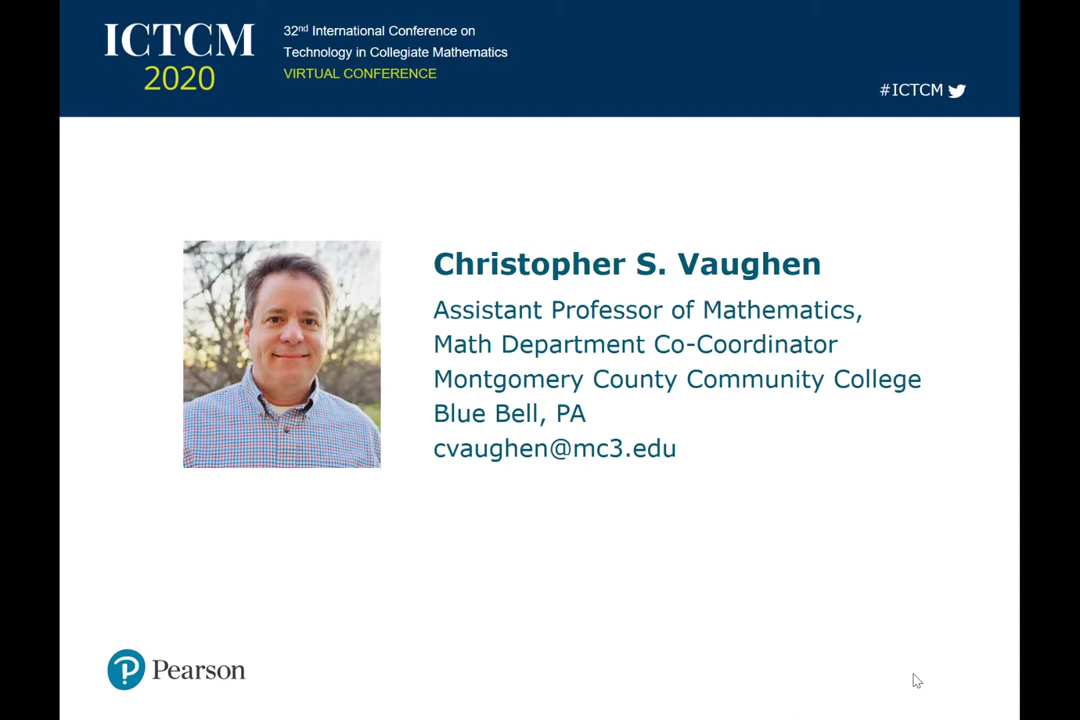 ICTCM
2020
32nd International Conference on
Technology in Collegiate Mathematics
VIRTUAL CONFERENCE
#ICTCM
Christopher S. Vaughen
Assistant Professor of Mathematics,
Math Department Co-Coordinator
Montgomery County Community College
Blue Bell, PA
cvaughen@mc3.edu
Pearson